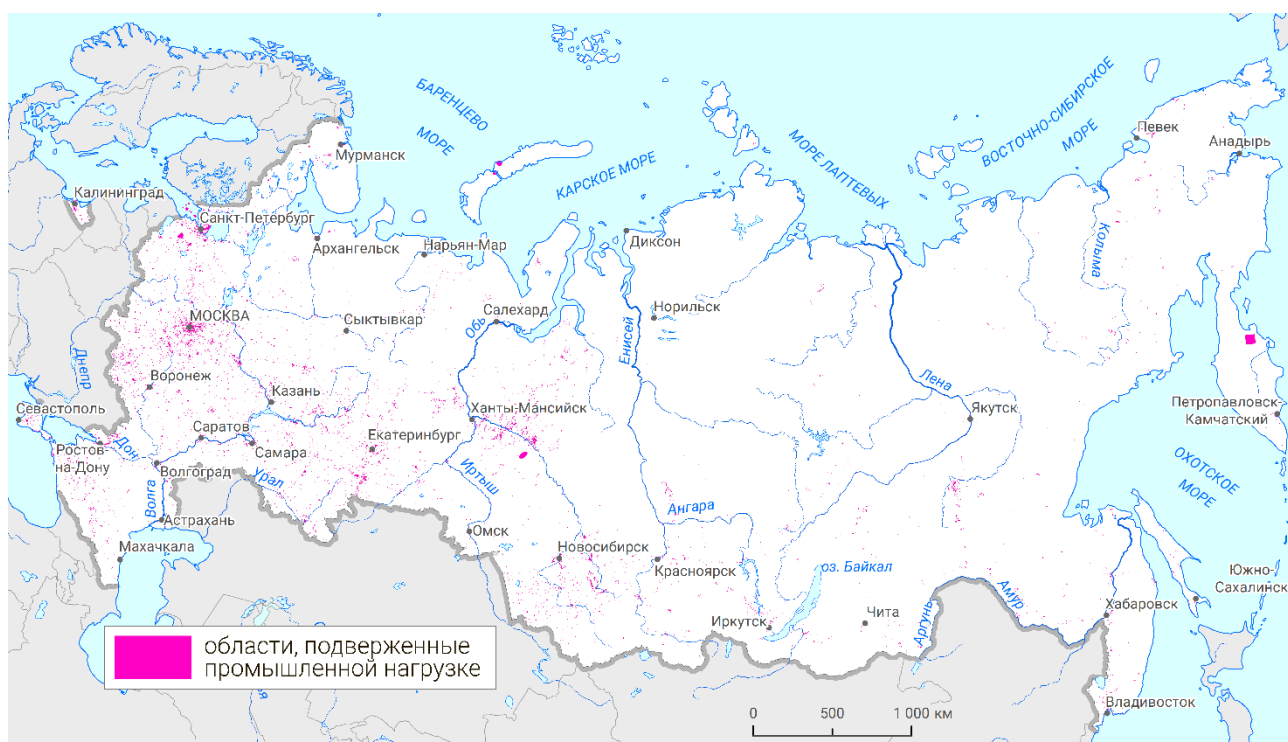 БАРЕНЦЕВО
МОРЕ
КАРСКОЕ МОРЕ
МОРЕ ЛАПТЕВЫХ
ВОСТОЧНО-СИБИРСКОЕ
МОРЕ
Певек
Анадырь
Мурманск
Калининград
Санкт-Петербург
Архангельск
Нарьян-Мар
Диксон
Колыма
Норильск
Салехард
Обь
Енисей
МОСКВА
Сыктывкар
Днепр
Воронеж
Казань
Лена
Якутск
Петропавловск-
Камчатский
Севастополь
Ханты-Мансийск
Саратов
Екатеринбург
Ростов-
на-Дону
Дон
Самара
Волгоград
Урал
Иртыш
ОХОТСКОЕ
МОРЕ
Волга
Астрахань
Ангара
Омск
Махачкала
Новосибирск
Красноярск
оз. Байкал
Южно-
Сахалинск
Иркутск
Чита
Аргунь
Амур
Хабаровск
области, подверженные
промышленной нагрузке
Владивосток
0 500 1 000 км